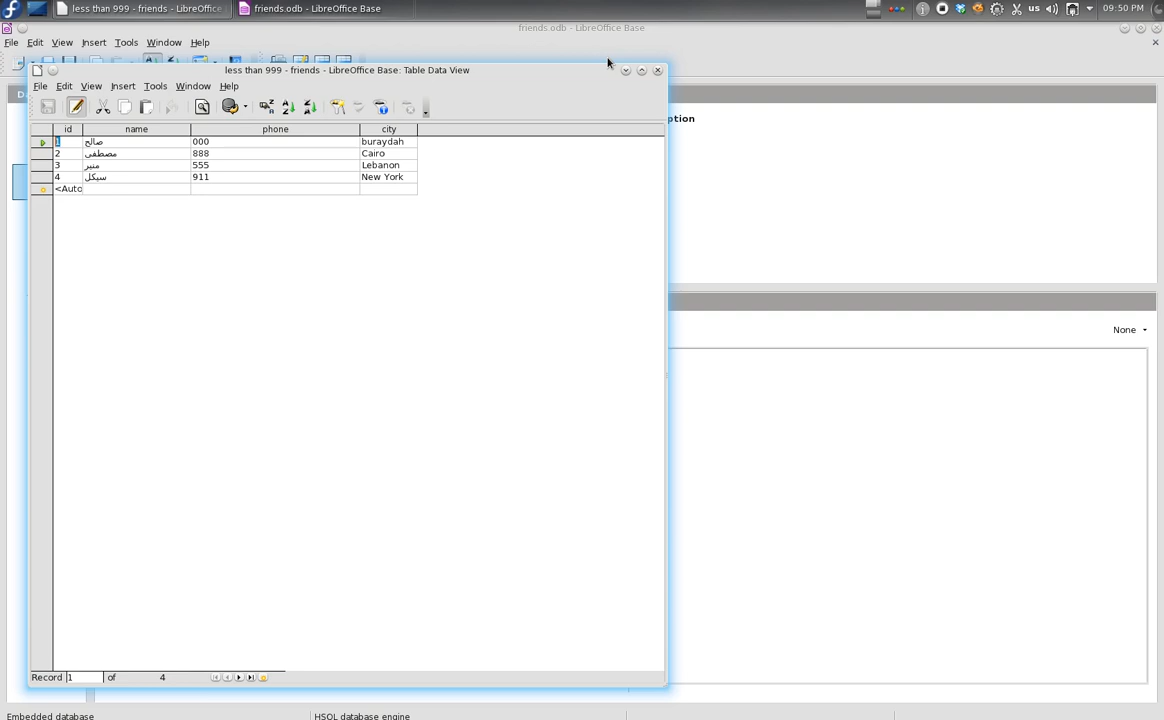 less than 999 - friends - LibreOffice
friends.odb - LibreOffice Base
us
09:50 PM
friends.odb - LibreOffice Base
File Edit View Insert Tools Window Help
less than 999 - friends - LibreOffice Base: Table Data View
File Edit View Insert Tools Window Help
id name phone city
1 صالح 000 buraydah
2 مصطفى 888 Cairo
3 منير 555 Lebanon
4 سيكل 911 New York
<Auto
ption
None
Record 1 of 4
Embedded database
HSQL database engine